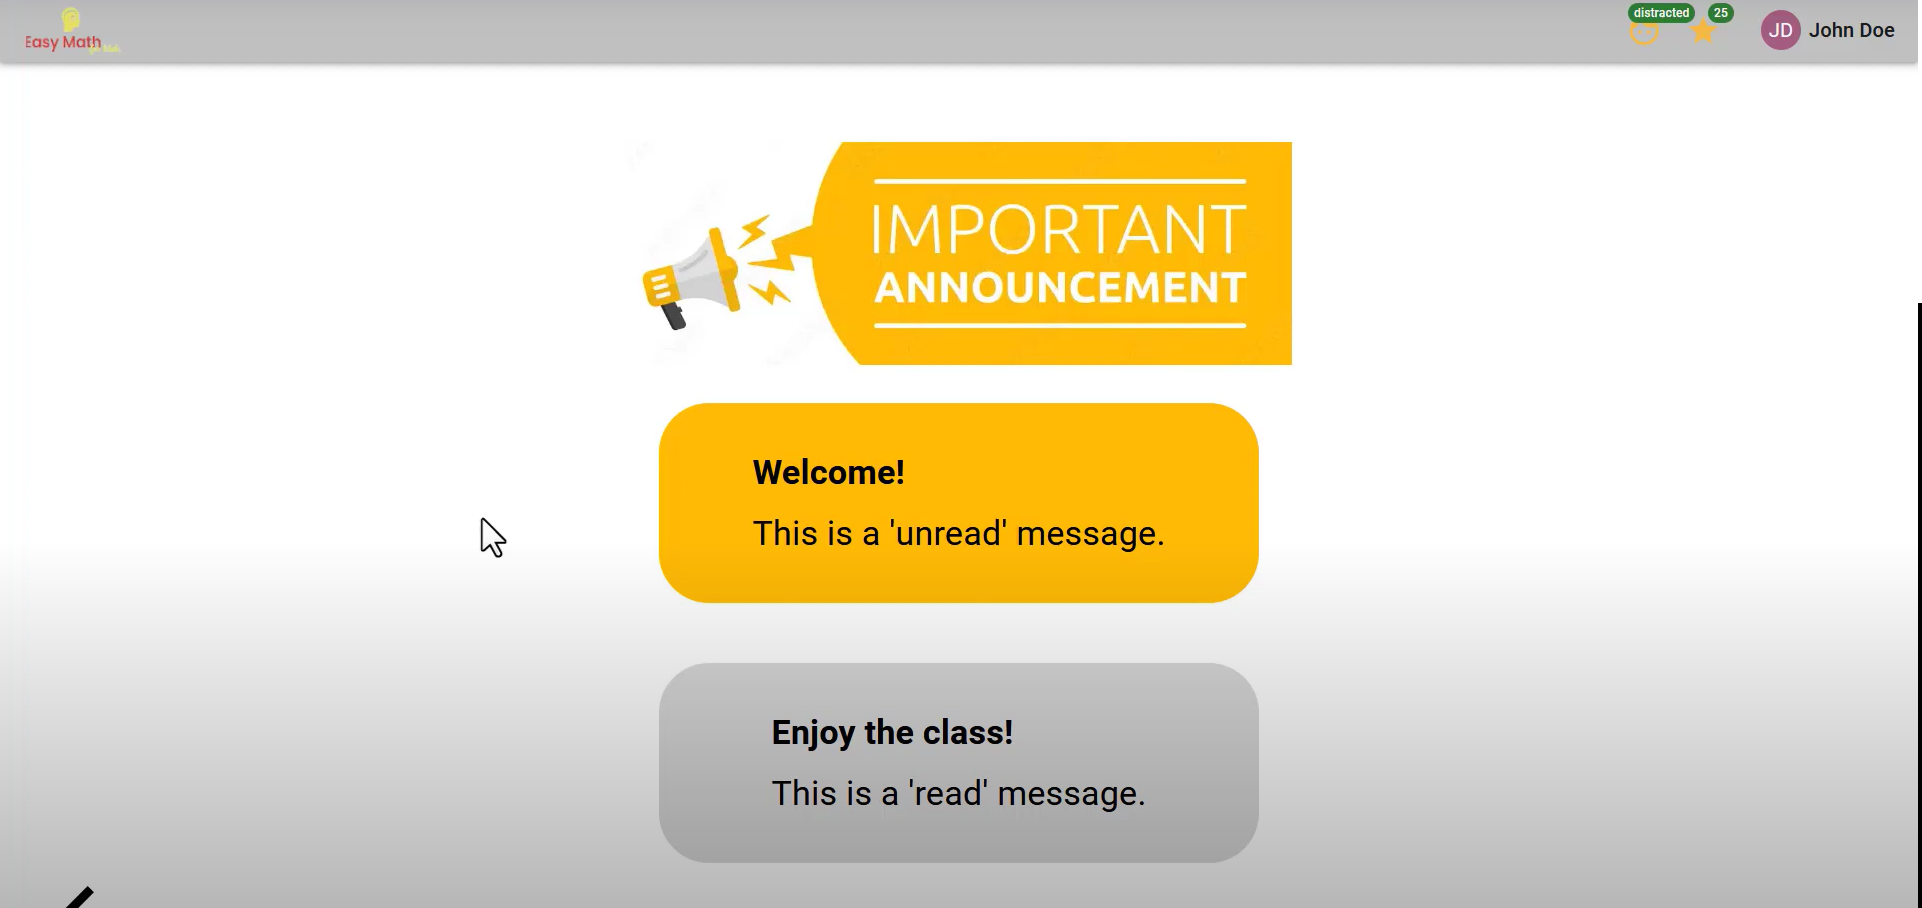 Easy Math
distracted
25
JD
John Doe
IMPORTANT
ANNOUNCEMENT
Welcome!
This is a 'unread' message.
Enjoy the class!
This is a 'read' message.